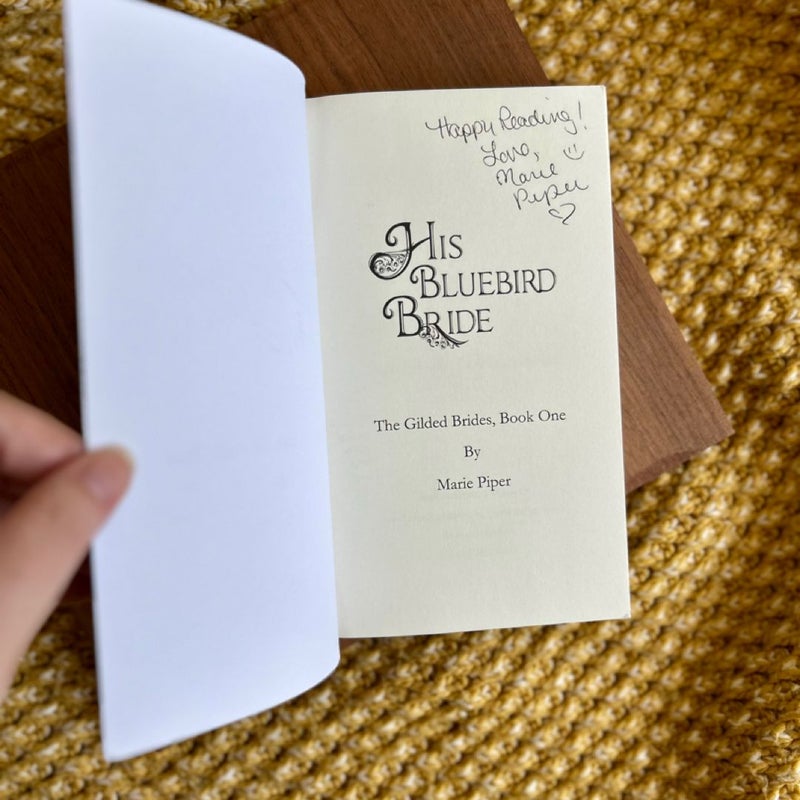 Happy Reading!
Love,
Marie
Piper
His
Bluebird
Bride
The Gilded Brides, Book One
By
Marie Piper